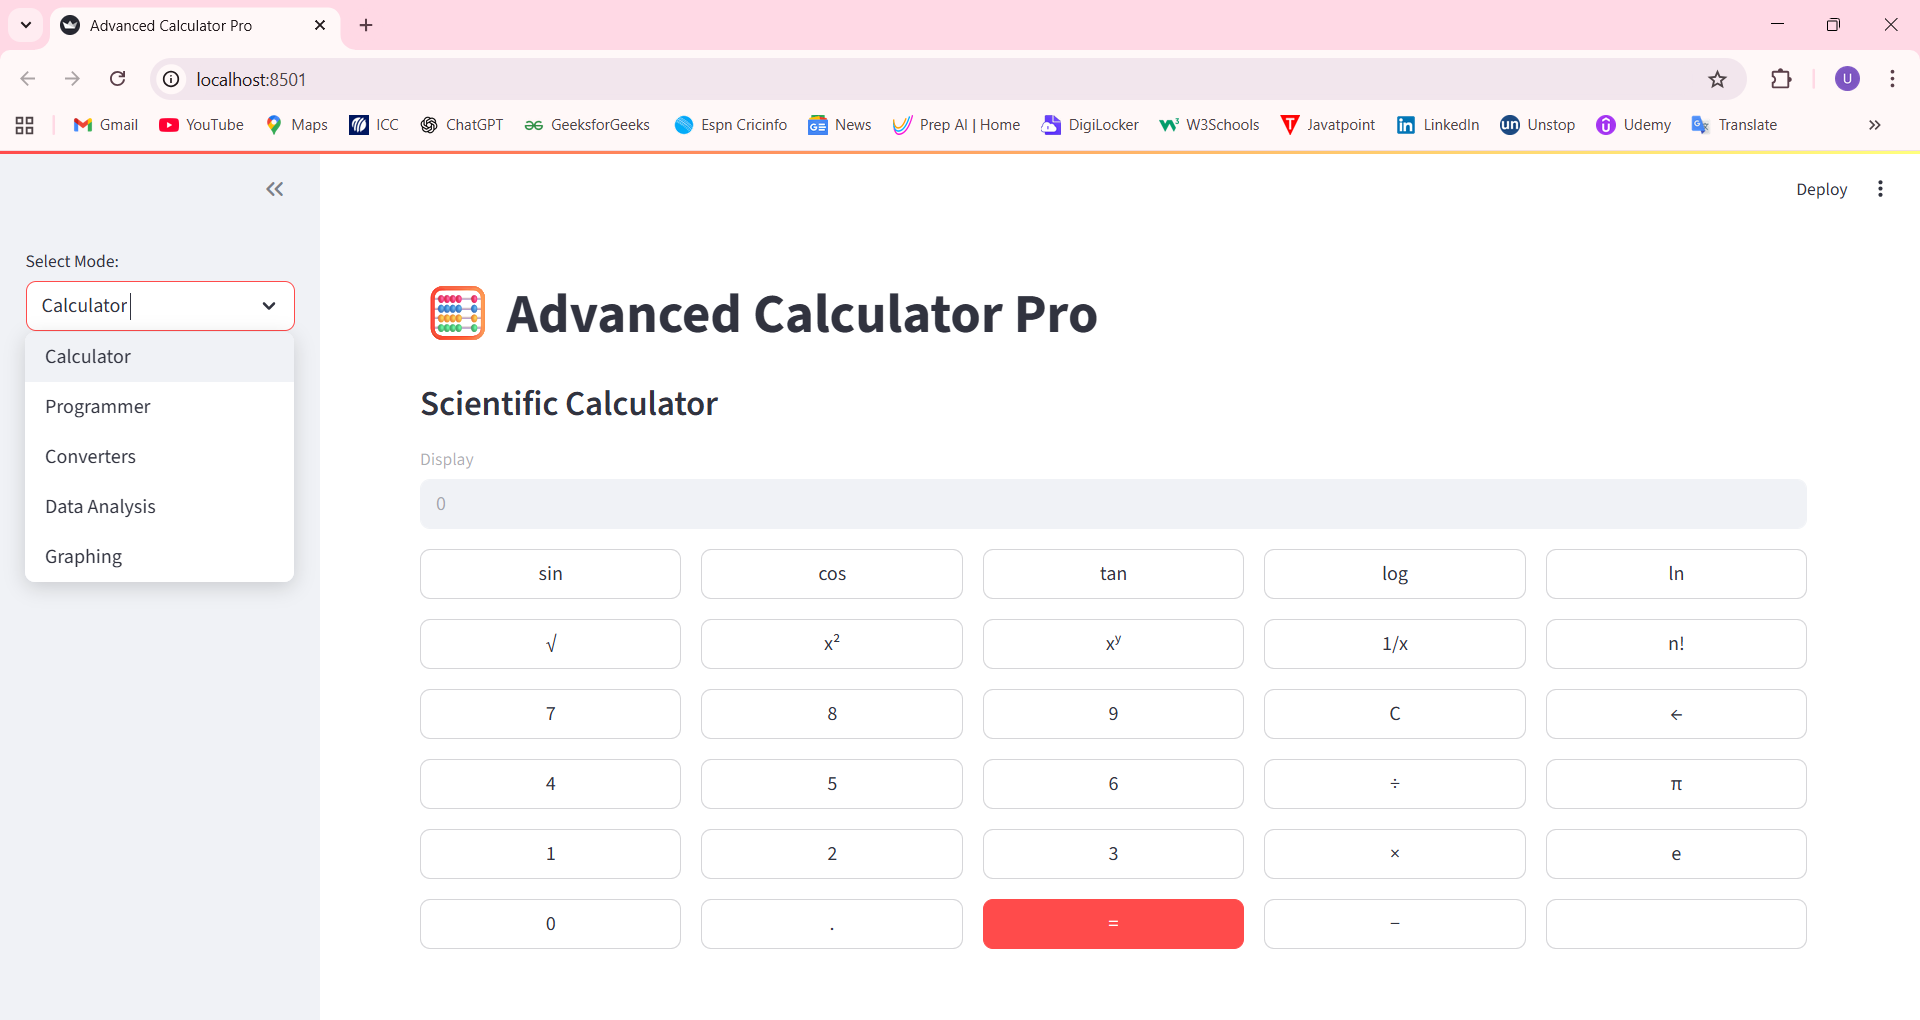 Advanced Calculator Pro
localhost:8501
U
Gmail YouTube Maps ICC ChatGPT GeeksforGeeks Espn Cricinfo News Prep AI | Home DigiLocker W3Schools Javatpoint LinkedIn Unstop Udemy Translate
Deploy
Select Mode:
Calculator
Calculator
Programmer
Converters
Data Analysis
Graphing
Advanced Calculator Pro
Scientific Calculator
Display
0
sin cos tan log ln
√ x² xʸ 1/x n!
7 8 9 C ←
4 5 6 ÷ π
1 2 3 × e
0 . = −